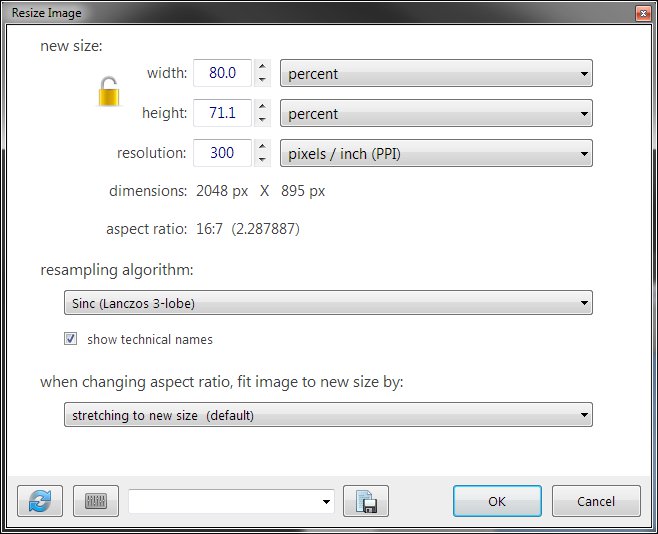 Resize Image
new size:
width: 80.0 percent
height: 71.1 percent
resolution: 300 pixels / inch (PPI)
dimensions: 2048 px X 895 px
aspect ratio: 16:7 (2.287887)
resampling algorithm:
Sinc (Lanczos 3-lobe)
show technical names
when changing aspect ratio, fit image to new size by:
stretching to new size (default)
OK Cancel